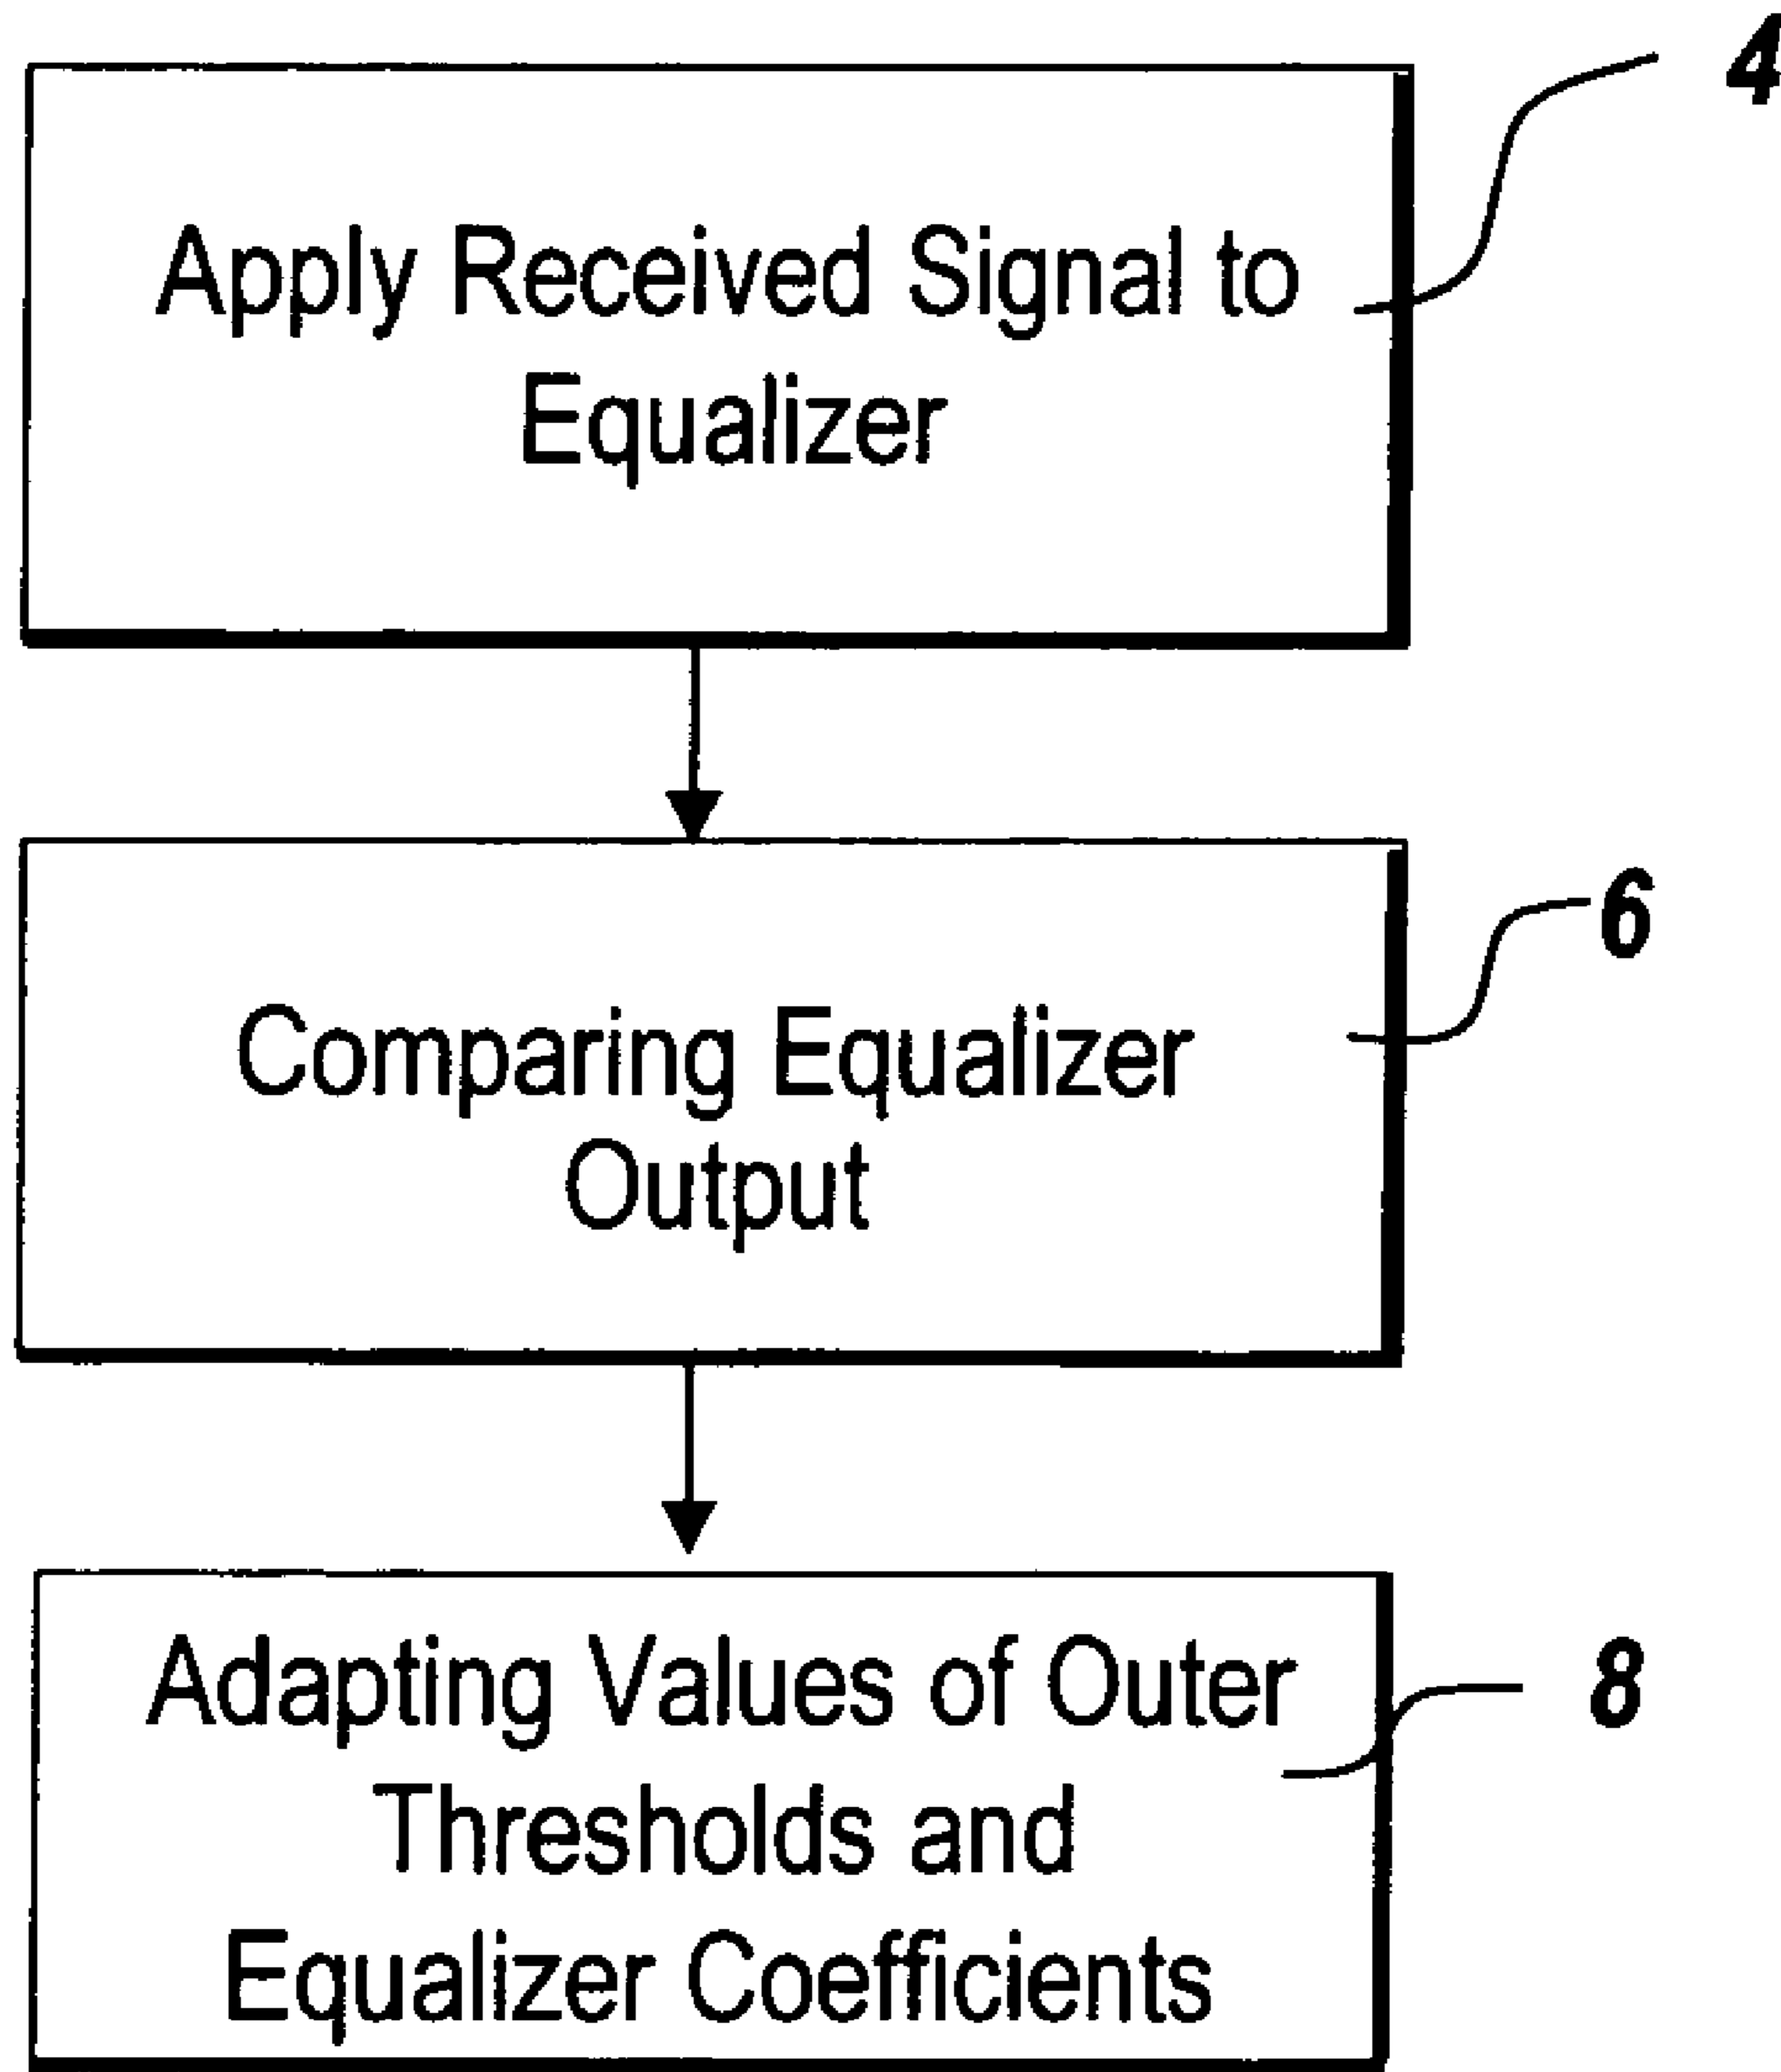 4
Apply Received Signal to
Equalizer
6
Comparing Equalizer
Output
8
Adapting Values of Outer
Thresholds and
Equalizer Coefficients